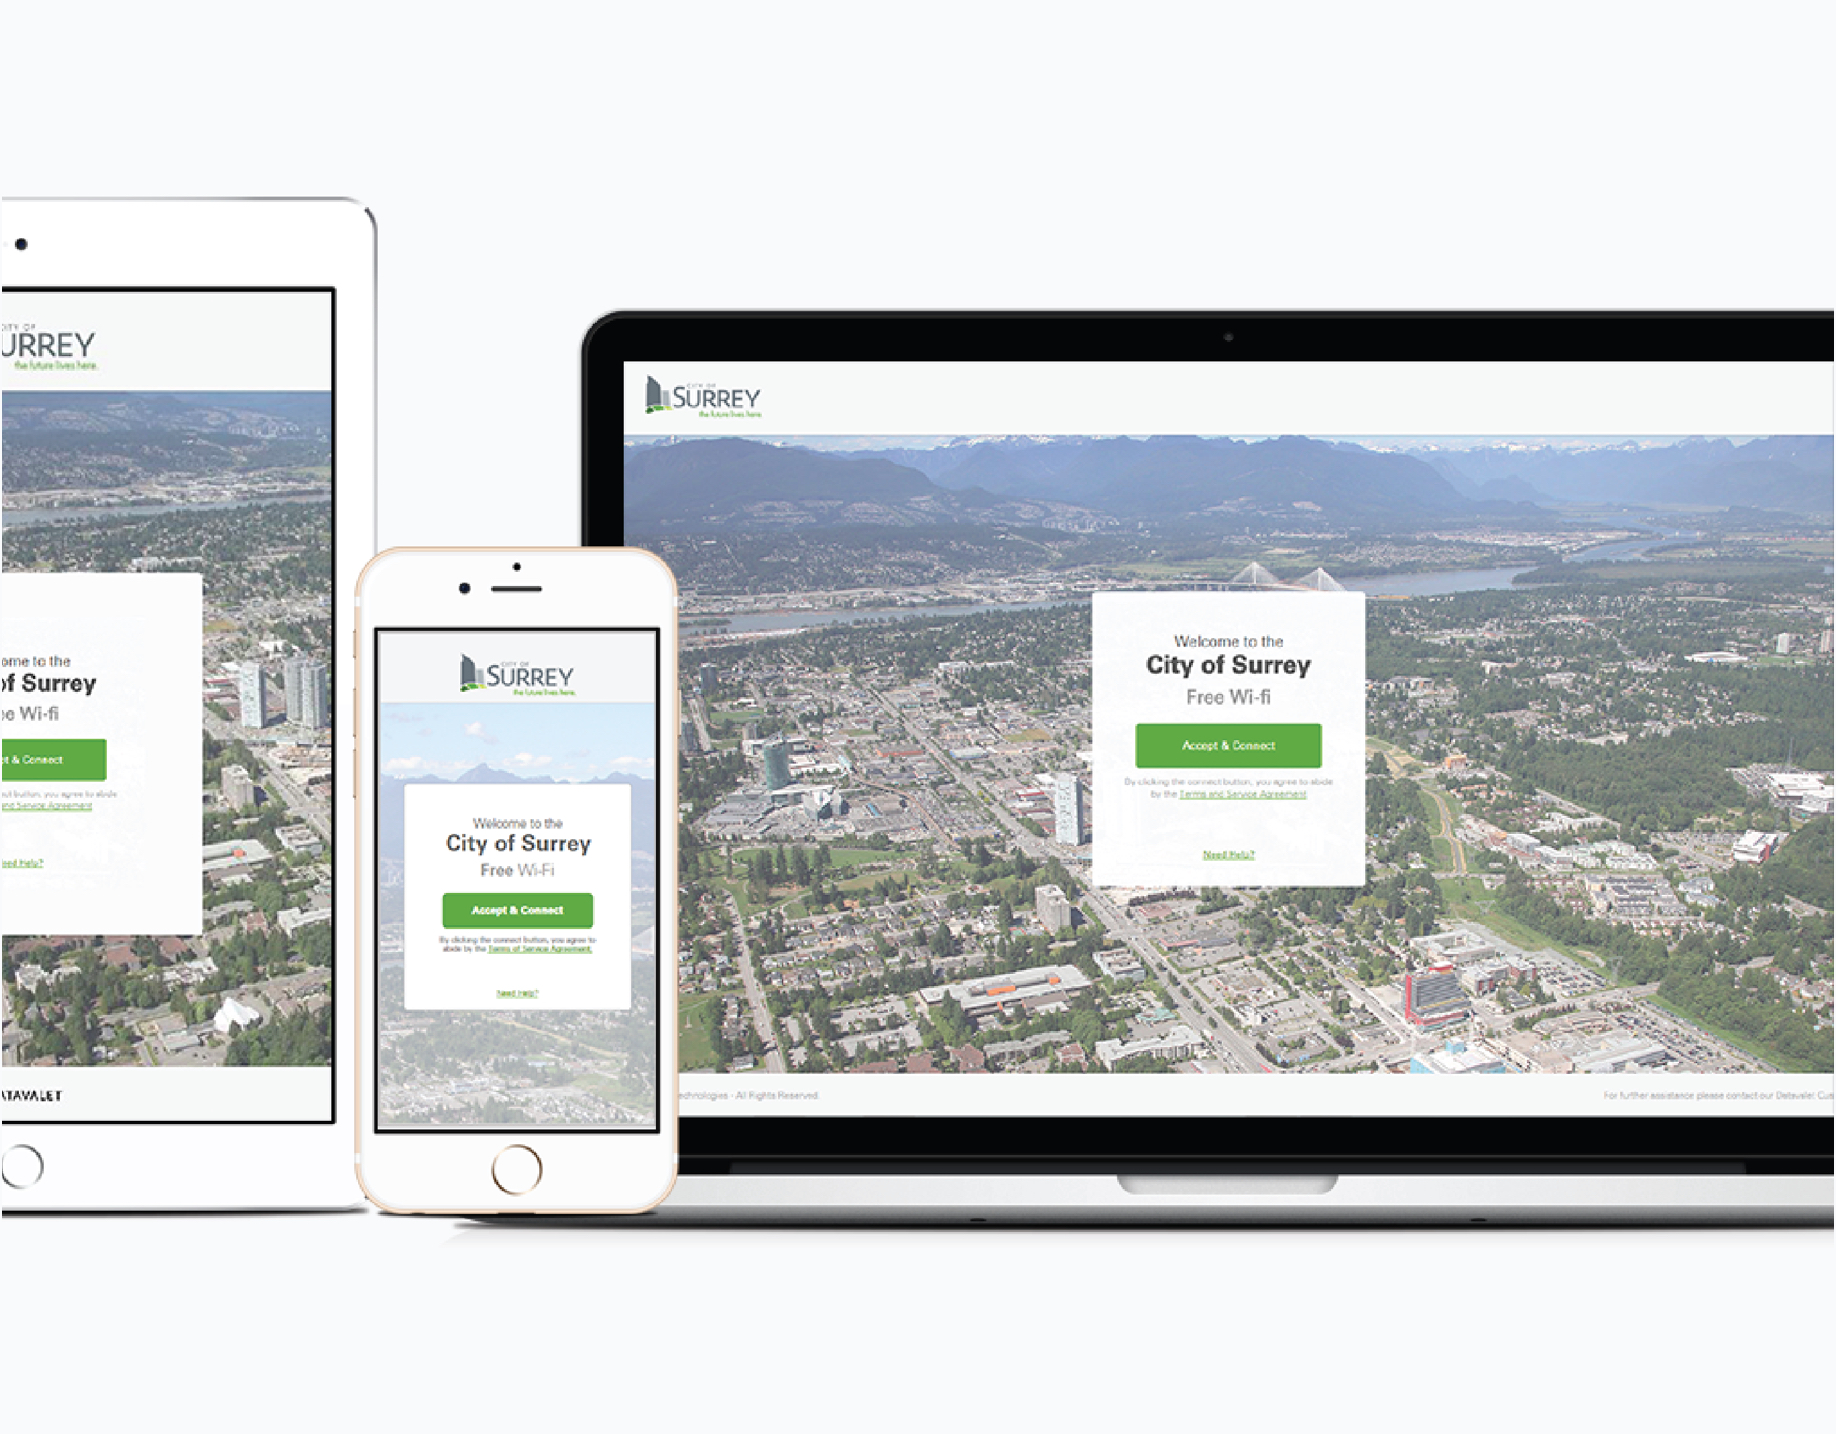 CITY OF
URREY
the future lives here.
ome to the
of Surrey
ee Wi-fi
pt & Connect
ect button, you agree to abide
and Service Agreement
eed Help?
ATAVALET
CITY OF
SURREY
the future lives here.
Welcome to the
City of Surrey
Free Wi-Fi
Accept & Connect
By clicking the connect button, you agree to
abide by the Terms of Service Agreement.
Need Help?
CITY OF
SURREY
the future lives here.
Welcome to the
City of Surrey
Free Wi-fi
Accept & Connect
By clicking the connect button, you agree to abide
by the Terms and Service Agreement
Need Help?
echnologies - All Rights Reserved.
For further assistance please contact our Datavalet Cus